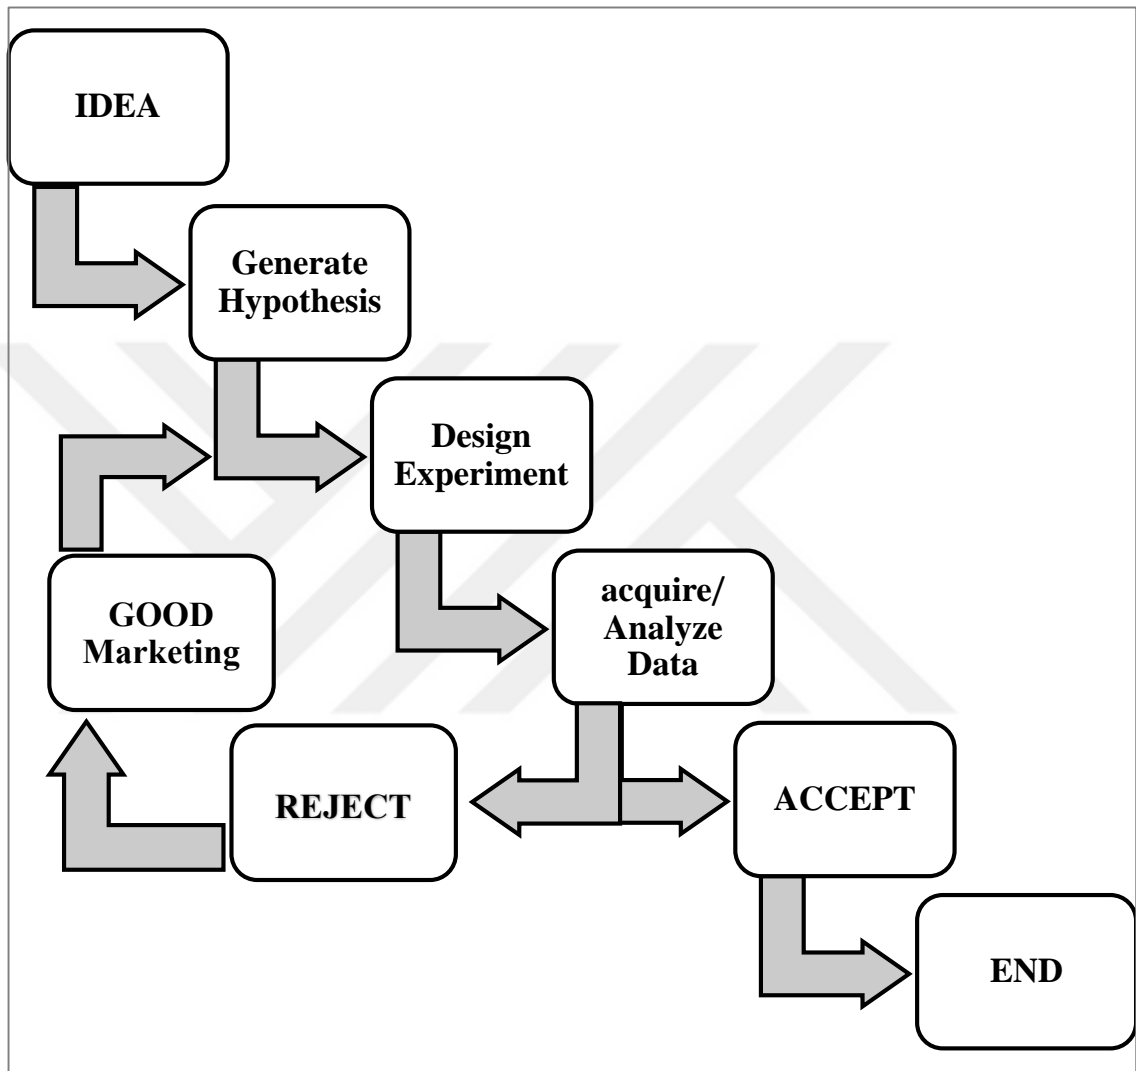 IDEA
Generate
Hypothesis
Design
Experiment
acquire/
Analyze
Data
GOOD
Marketing
REJECT
ACCEPT
END